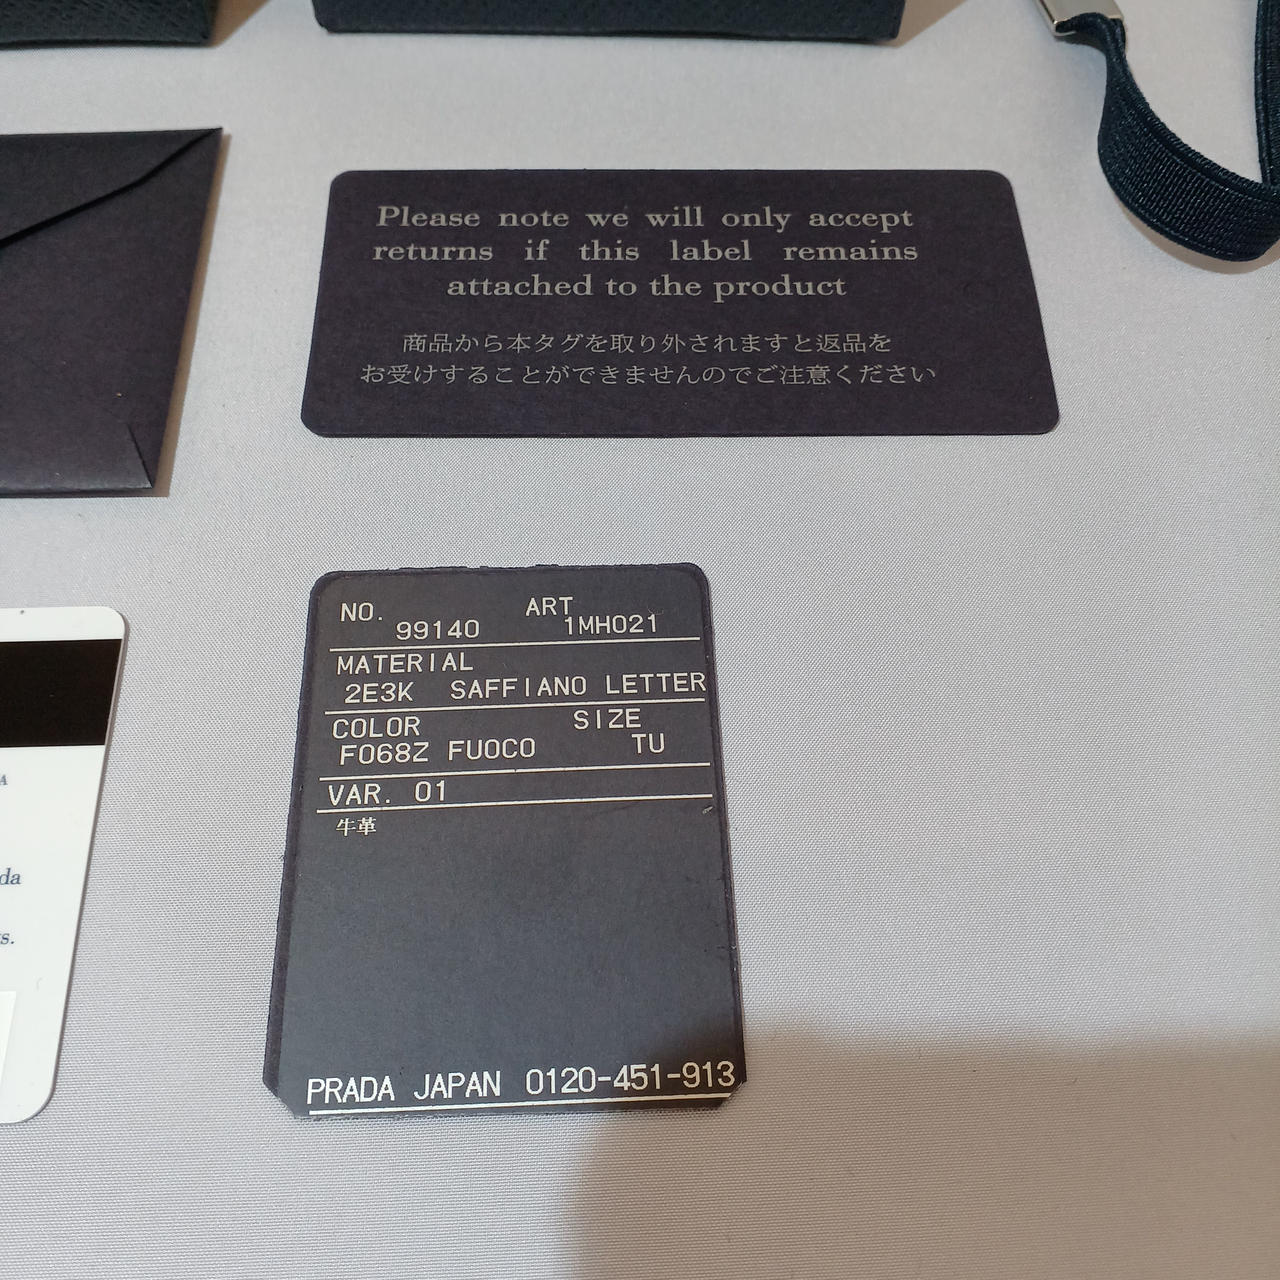 Please note we will only accept
returns if this label remains
attached to the product
商品から本タグを取り外されますと返品を
お受けすることができませんのでご注意ください
NO. ART
99140 1MH021
MATERIAL
2E3K SAFFIANO LETTER
COLOR SIZE
F068Z FUOCO TU
VAR. 01
牛革
PRADA JAPAN 0120-451-913
A
da
s.